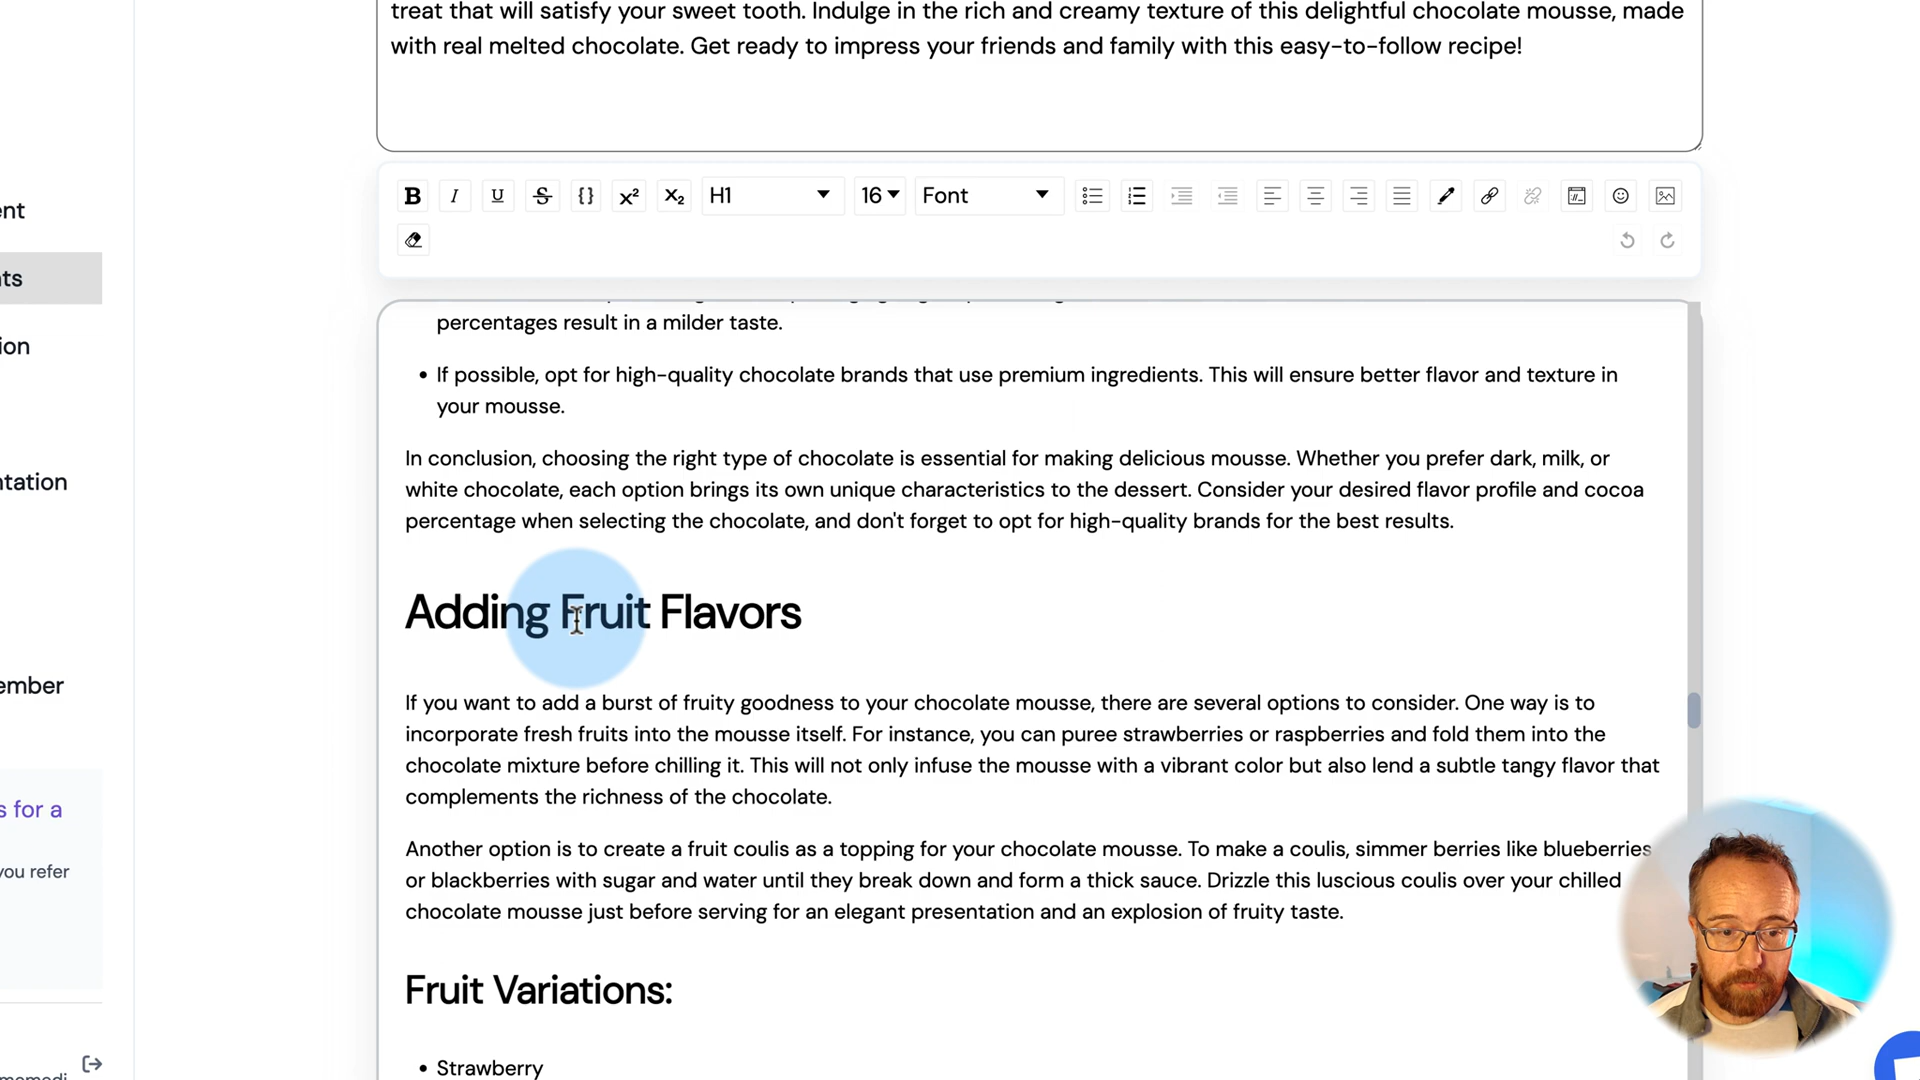 treat that will satisfy your sweet tooth. Indulge in the rich and creamy texture of this delightful chocolate mousse, made
with real melted chocolate. Get ready to impress your friends and family with this easy-to-follow recipe!
B I U S {} x² X₂ H1 16 Font
ent
nts
ion
ntation
ember
s for a
you refer
percentages result in a milder taste.
• If possible, opt for high-quality chocolate brands that use premium ingredients. This will ensure better flavor and texture in
your mousse.
In conclusion, choosing the right type of chocolate is essential for making delicious mousse. Whether you prefer dark, milk, or
white chocolate, each option brings its own unique characteristics to the dessert. Consider your desired flavor profile and cocoa
percentage when selecting the chocolate, and don't forget to opt for high-quality brands for the best results.
Adding Fruit Flavors
If you want to add a burst of fruity goodness to your chocolate mousse, there are several options to consider. One way is to
incorporate fresh fruits into the mousse itself. For instance, you can puree strawberries or raspberries and fold them into the
chocolate mixture before chilling it. This will not only infuse the mousse with a vibrant color but also lend a subtle tangy flavor that
complements the richness of the chocolate.
Another option is to create a fruit coulis as a topping for your chocolate mousse. To make a coulis, simmer berries like blueberries
or blackberries with sugar and water until they break down and form a thick sauce. Drizzle this luscious coulis over your chilled
chocolate mousse just before serving for an elegant presentation and an explosion of fruity taste.
Fruit Variations:
• Strawberry